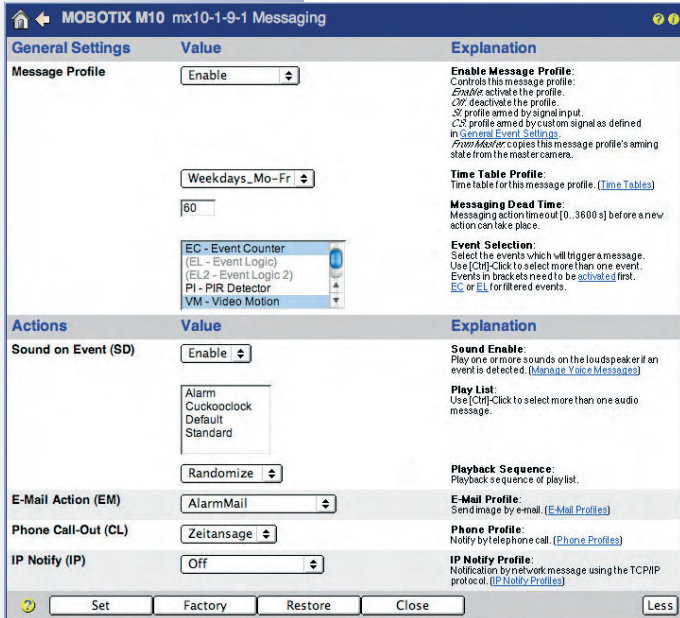 MOBOTIX M10 mx10-1-9-1 Messaging
General Settings Value Explanation
Message Profile
Enable
Enable Message Profile:
Controls this message profile:
Enable: activate the profile.
Off: deactivate the profile.
SI: profile armed by signal input.
CS: profile armed by custom signal as defined
in General Event Settings.
From Master: copies this message profile's arming
state from the master camera.
Weekdays_Mo-Fr
Time Table Profile:
Time table for this message profile. (Time Tables)
60
Messaging Dead Time:
Messaging action timeout [0..3600 s] before a new
action can take place.
EC - Event Counter
(EL - Event Logic)
(EL2 - Event Logic 2)
PI - PIR Detector
VM - Video Motion
Event Selection:
Select the events which will trigger a message.
Use [Ctrl]-Click to select more than one event.
Events in brackets need to be activated first.
EC or EL for filtered events.
Actions Value Explanation
Sound on Event (SD)
Enable
Sound Enable:
Play one or more sounds on the loudspeaker if an
event is detected. (Manage Voice Messages)
Alarm
Cuckooclock
Default
Standard
Play List:
Use [Ctrl]-Click to select more than one audio
message.
Randomize
Playback Sequence:
Playback sequence of playlist.
E-Mail Action (EM)
AlarmMail
E-Mail Profile:
Send image by e-mail. (E-Mail Profiles)
Phone Call-Out (CL)
Zeitansage
Phone Profile:
Notify by telephone call. (Phone Profiles)
IP Notify (IP)
Off
IP Notify Profile:
Notification by network message using the TCP/IP
protocol. (IP Notify Profiles)
Set Factory Restore Close Less